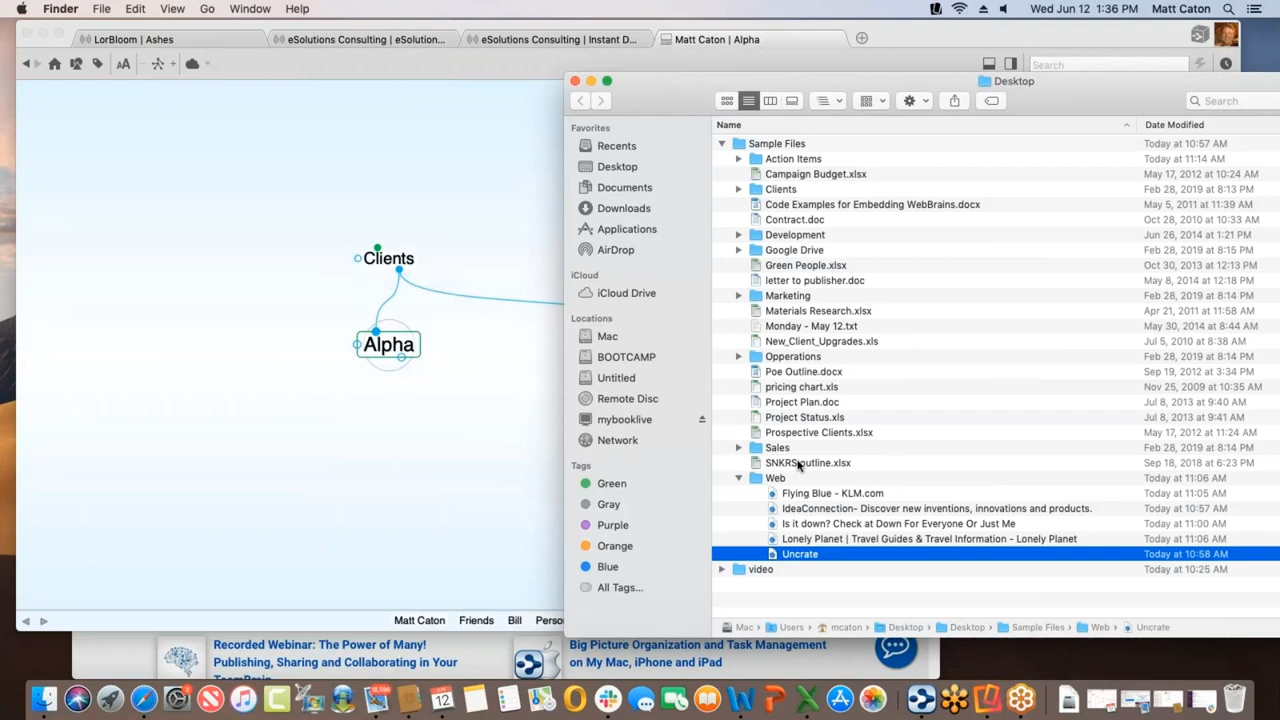 Finder File Edit View Go Window Help
Wed Jun 12 1:36 PM Matt Caton
LorBloom | Ashes
eSolutions Consulting | eSolution...
eSolutions Consulting | Instant D...
Matt Caton | Alpha
AA
Search
Desktop
Search
Favorites
Recents
Desktop
Documents
Downloads
Applications
AirDrop
iCloud
iCloud Drive
Locations
Mac
BOOTCAMP
Untitled
Remote Disc
mybooklive
Network
Tags
Green
Gray
Purple
Orange
Blue
All Tags...
Name Date Modified
Sample Files Today at 10:57 AM
Action Items Today at 11:14 AM
Campaign Budget.xlsx May 17, 2012 at 10:24 AM
Clients Feb 28, 2019 at 8:13 PM
Code Examples for Embedding WebBrains.docx May 5, 2011 at 11:39 AM
Contract.doc Oct 28, 2010 at 10:33 AM
Development Jun 26, 2014 at 1:21 PM
Google Drive Feb 28, 2019 at 8:15 PM
Green People.xlsx Oct 30, 2013 at 12:13 PM
letter to publisher.doc May 8, 2014 at 12:18 PM
Marketing Feb 28, 2019 at 8:14 PM
Materials Research.xlsx Apr 21, 2011 at 11:58 AM
Monday - May 12.txt May 30, 2014 at 8:44 AM
New_Client_Upgrades.xls Jul 5, 2010 at 8:38 AM
Opperations Feb 28, 2019 at 8:14 PM
Poe Outline.docx Sep 19, 2012 at 3:34 PM
pricing chart.xls Nov 25, 2009 at 10:35 AM
Project Plan.doc Jul 8, 2013 at 9:40 AM
Project Status.xls Jul 8, 2013 at 9:41 AM
Prospective Clients.xlsx May 17, 2012 at 11:24 AM
Sales Feb 28, 2019 at 8:14 PM
SNKRS outline.xlsx Sep 18, 2018 at 6:23 PM
Web Today at 11:06 AM
Flying Blue - KLM.com Today at 11:05 AM
IdeaConnection- Discover new inventions, innovations and products. Today at 10:57 AM
Is it down? Check at Down For Everyone Or Just Me Today at 11:00 AM
Lonely Planet | Travel Guides & Travel Information - Lonely Planet Today at 11:06 AM
Uncrate Today at 10:58 AM
video Today at 10:25 AM
Mac Users mcaton Desktop Desktop Sample Files Web Uncrate
Clients
Alpha
Matt Caton Friends Bill
Recorded Webinar: The Power of Many!
Publishing, Sharing and Collaborating in Your
Big Picture Organization and Task Management
on My Mac, iPhone and iPad
12